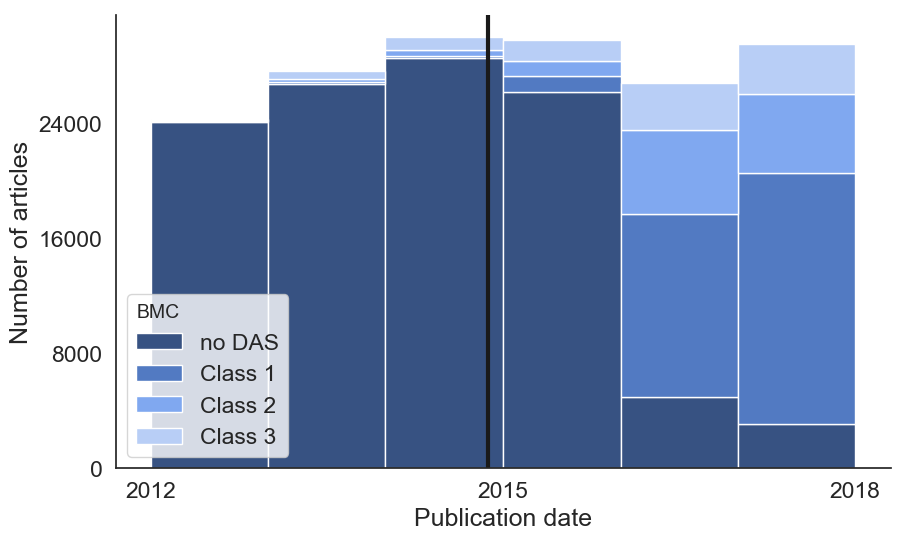 Number of articles
24000
16000
8000
0
BMC
no DAS
Class 1
Class 2
Class 3
2012
2015
2018
Publication date